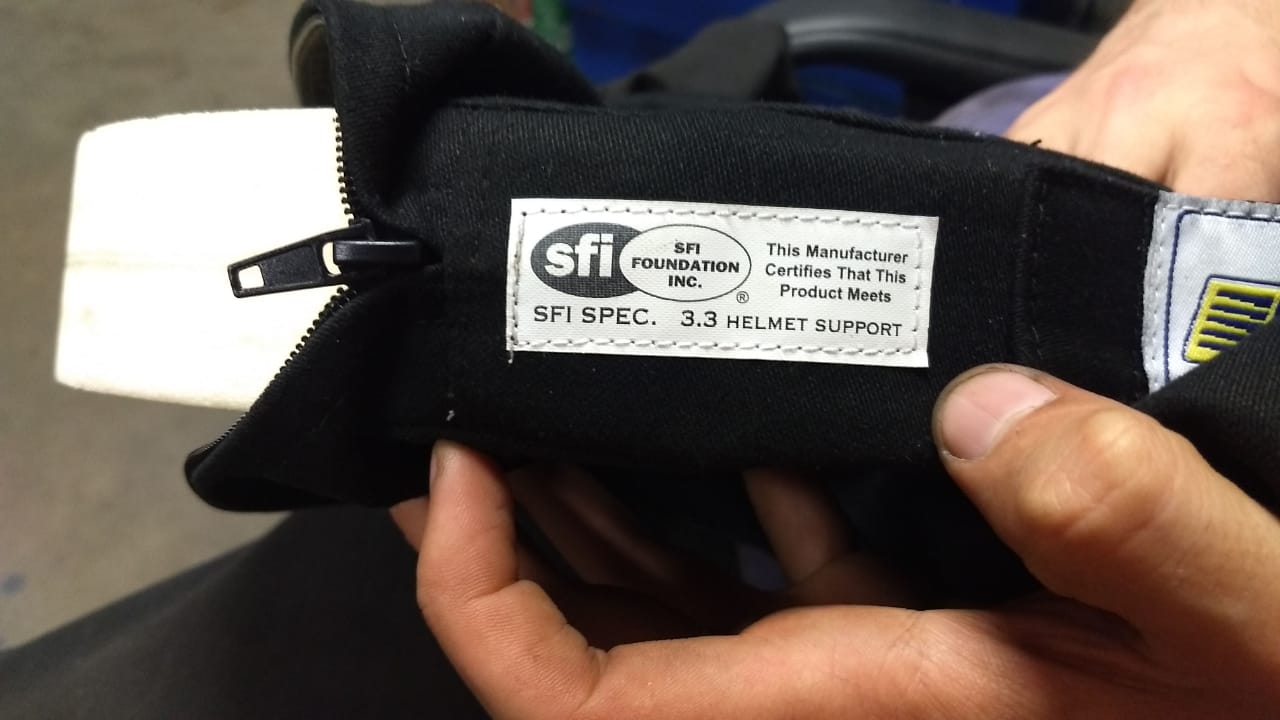 sfi
SFI
FOUNDATION
INC.
®
This Manufacturer
Certifies That This
Product Meets
SFI SPEC. 3.3 HELMET SUPPORT